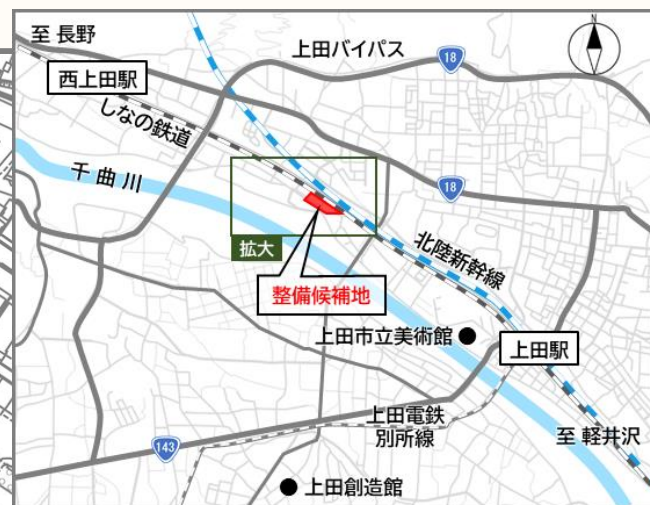 至 長野
上田バイパス
N
18
西上田駅
しなの鉄道
千曲川
18
拡大
北陸新幹線
整備候補地
上田市立美術館
上田駅
上田電鉄
別所線
至 軽井沢
143
上田創造館